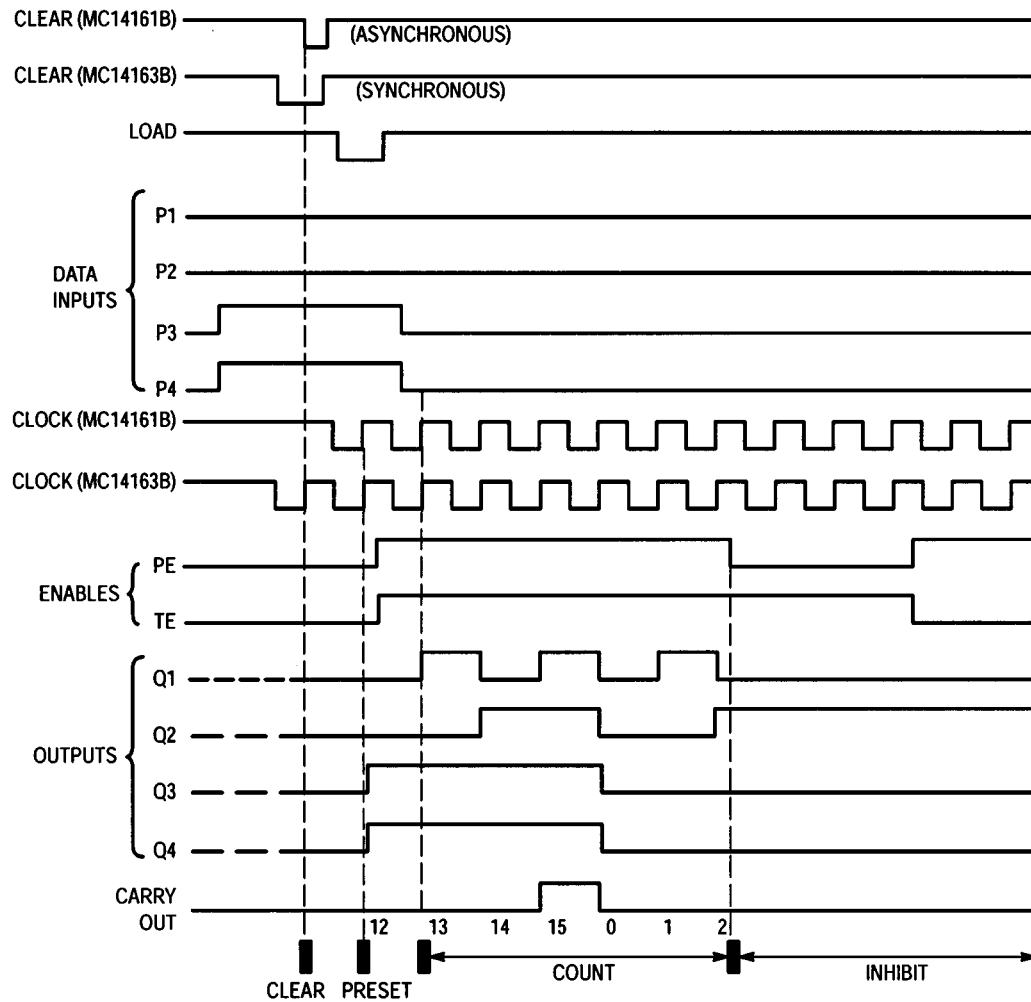 CLEAR (MC14161B)
(ASYNCHRONOUS)
CLEAR (MC14163B)
(SYNCHRONOUS)
LOAD
P1
P2
DATA
INPUTS
P3
P4
CLOCK (MC14161B)
CLOCK (MC14163B)
PE
ENABLES
TE
Q1
Q2
OUTPUTS
Q3
Q4
CARRY
OUT
12 13 14 15 0 1 2
CLEAR PRESET COUNT INHIBIT